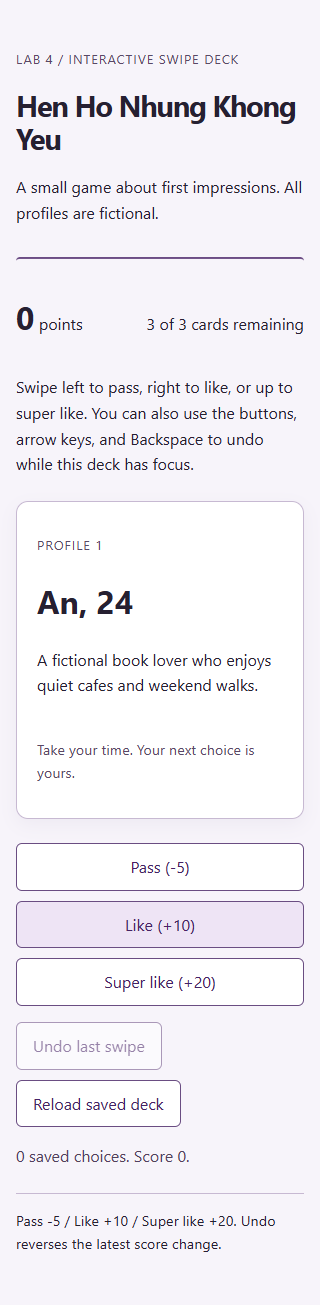 LAB 4 / INTERACTIVE SWIPE DECK
Hen Ho Nhung Khong
Yeu
A small game about first impressions. All
profiles are fictional.
0 points
3 of 3 cards remaining
Swipe left to pass, right to like, or up to
super like. You can also use the buttons,
arrow keys, and Backspace to undo
while this deck has focus.
PROFILE 1
An, 24
A fictional book lover who enjoys
quiet cafes and weekend walks.
Take your time. Your next choice is
yours.
Pass (-5)
Like (+10)
Super like (+20)
Undo last swipe
Reload saved deck
0 saved choices. Score 0.
Pass -5 / Like +10 / Super like +20. Undo
reverses the latest score change.